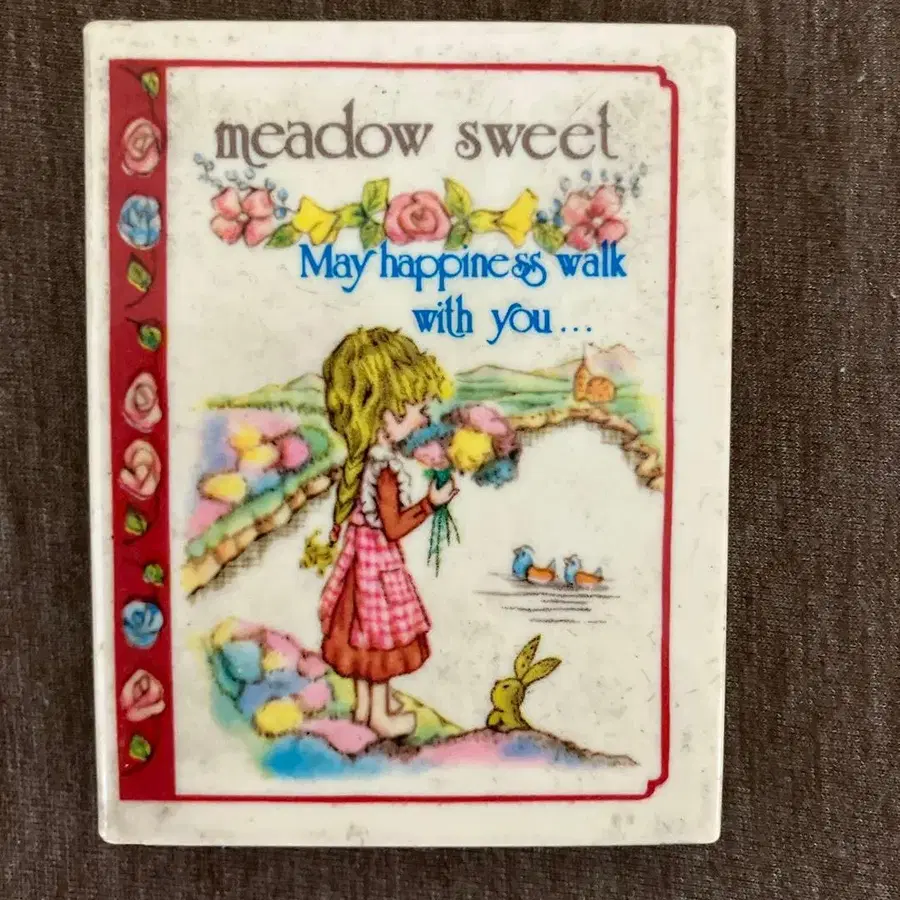 meadow sweet
May happiness walk
with you...